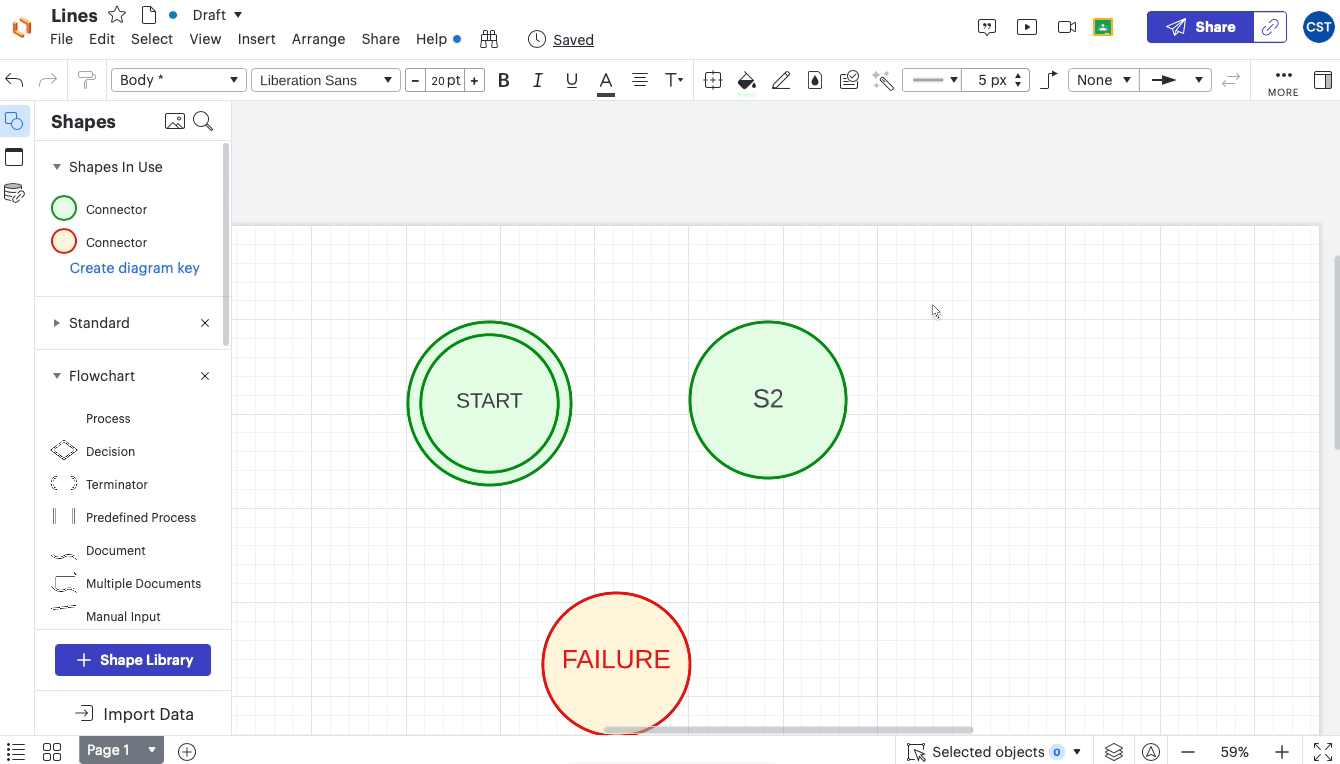 Lines
Draft
File Edit Select View Insert Arrange Share Help
Saved
Share
CST
Body *
Liberation Sans
− 20 pt +
B I U A T
5 px
None
MORE
Shapes
Shapes In Use
Connector
Connector
Create diagram key
Standard
Flowchart
Process
Decision
Terminator
Predefined Process
Document
Multiple Documents
Manual Input
+ Shape Library
Import Data
START
S2
FAILURE
Page 1
Selected objects 0
59%